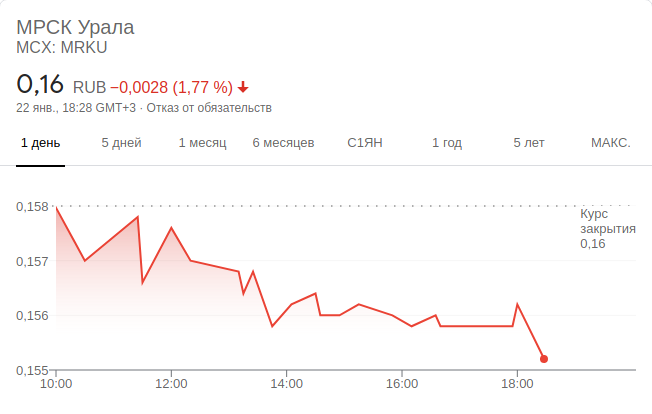 МРСК Урала
MCX: MRKU
0,16 RUB −0,0028 (1,77 %)
22 янв., 18:28 GMT+3 · Отказ от обязательств
1 день 5 дней 1 месяц 6 месяцев С1ЯН 1 год 5 лет МАКС.
0,158
Курс
закрытия
0,16
0,157
0,156
0,155
10:00 12:00 14:00 16:00 18:00